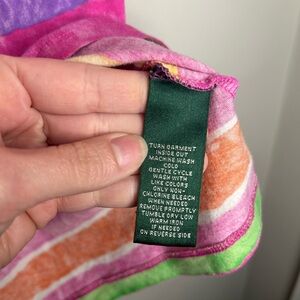 TURN GARMENT
INSIDE OUT
MACHINE WASH
COLD
GENTLE CYCLE
WASH WITH
LIKE COLORS
ONLY NON-
CHLORINE BLEACH
WHEN NEEDED
REMOVE PROMPTLY
TUMBLE DRY LOW
WARM IRON
IF NEEDED
ON REVERSE SIDE